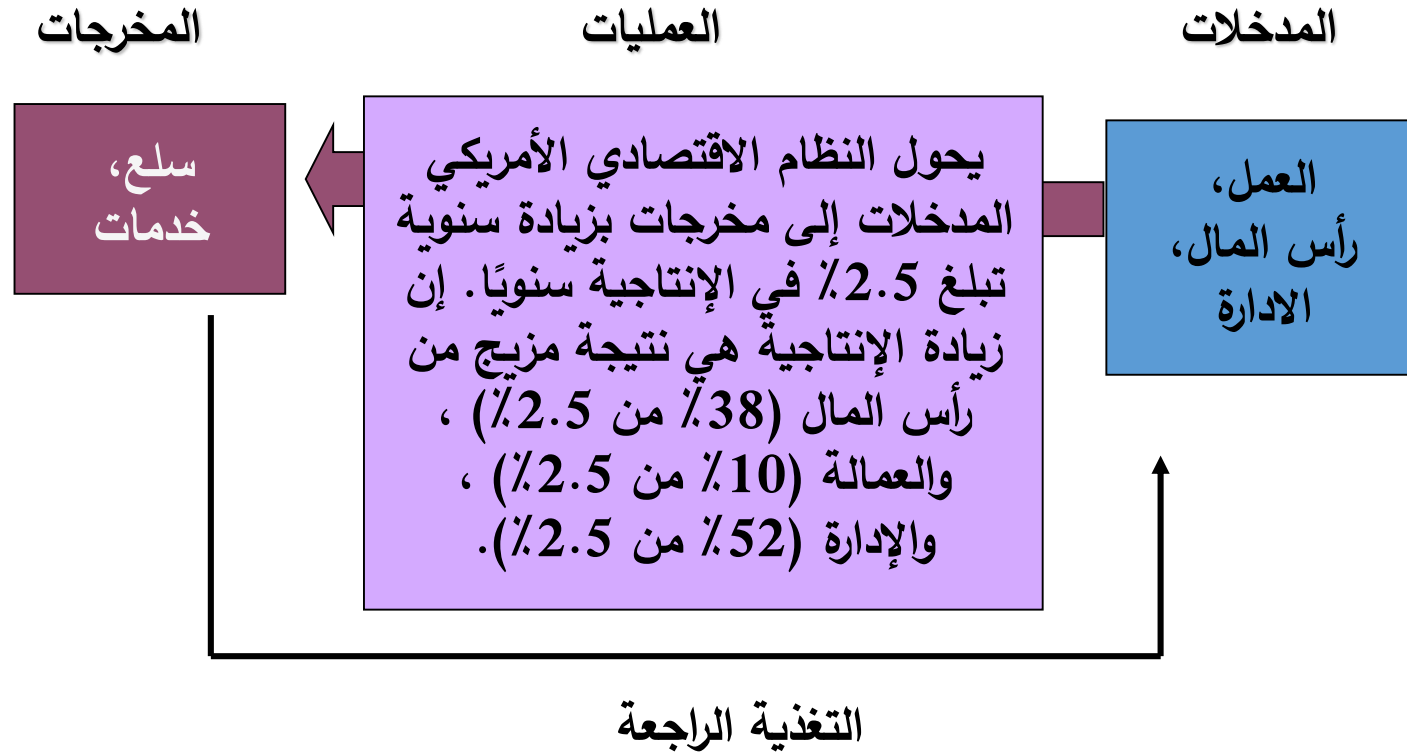 المدخلات
العمليات
المخرجات
العمل،
رأس المال،
الادارة
يحول النظام الاقتصادي الأمريكي
المدخلات إلى مخرجات بزيادة سنوية
تبلغ 2.5٪ في الإنتاجية سنويًا. إن
زيادة الإنتاجية هي نتيجة مزيج من
رأس المال (38٪ من 2.5٪) ،
والعمالة (10٪ من 2.5٪) ،
والإدارة (52٪ من 2.5٪).
سلع،
خدمات
التغذية الراجعة